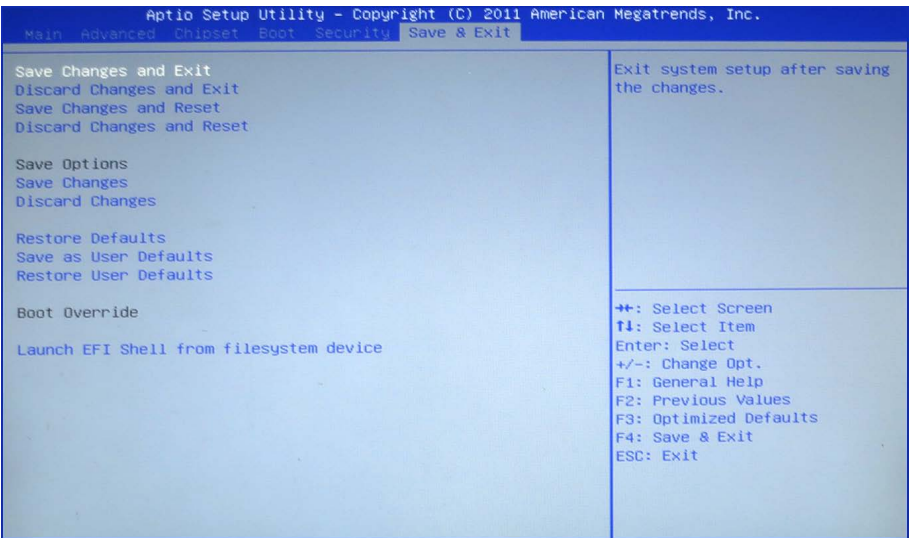 Aptio Setup Utility – Copyright (C) 2011 American Megatrends, Inc.
Main Advanced Chipset Boot Security Save & Exit
Save Changes and Exit
Discard Changes and Exit
Save Changes and Reset
Discard Changes and Reset
Save Options
Save Changes
Discard Changes
Restore Defaults
Save as User Defaults
Restore User Defaults
Boot Override
Launch EFI Shell from filesystem device
Exit system setup after saving
the changes.
→←: Select Screen
↑↓: Select Item
Enter: Select
+/-: Change Opt.
F1: General Help
F2: Previous Values
F3: Optimized Defaults
F4: Save & Exit
ESC: Exit